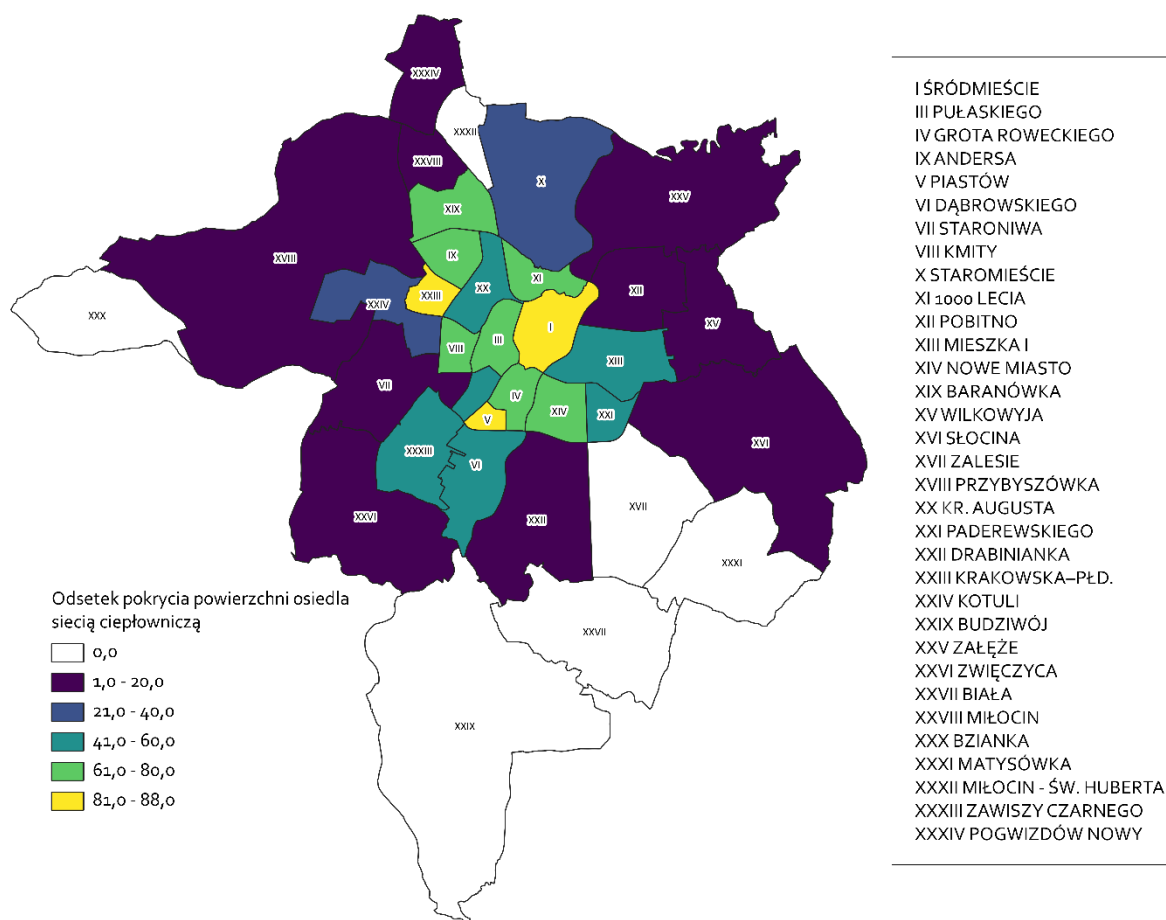 XXXIV
XXXII
XXVIII
X
XXV
XIX
IX
XI
XVIII
XX
XII
XXIII
XXIV
XXX
I
XV
VIII
III
XIII
VII
IV
XIV
V
XXI
XXXIII
VI
XVI
XXVI
XXII
XVII
XXXI
XXVII
XXIX
Odsetek pokrycia powierzchni osiedla
siecią ciepłowniczą
0,0
1,0 - 20,0
21,0 - 40,0
41,0 - 60,0
61,0 - 80,0
81,0 - 88,0
I ŚRÓDMIEŚCIE
III PUŁASKIEGO
IV GROTA ROWECKIEGO
IX ANDERSA
V PIASTÓW
VI DĄBROWSKIEGO
VII STARONIWA
VIII KMITY
X STAROMIEŚCIE
XI 1000 LECIA
XII POBITNO
XIII MIESZKA I
XIV NOWE MIASTO
XIX BARANÓWKA
XV WILKOWYJA
XVI SŁOCINA
XVII ZALESIE
XVIII PRZYBYSZÓWKA
XX KR. AUGUSTA
XXI PADEREWSKIEGO
XXII DRABINIANKA
XXIII KRAKOWSKA–PŁD.
XXIV KOTULI
XXIX BUDZIWÓJ
XXV ZAŁĘŻE
XXVI ZWIĘCZYCA
XXVII BIAŁA
XXVIII MIŁOCIN
XXX BZIANKA
XXXI MATYSÓWKA
XXXII MIŁOCIN - ŚW. HUBERTA
XXXIII ZAWISZY CZARNEGO
XXXIV POGWIZDÓW NOWY